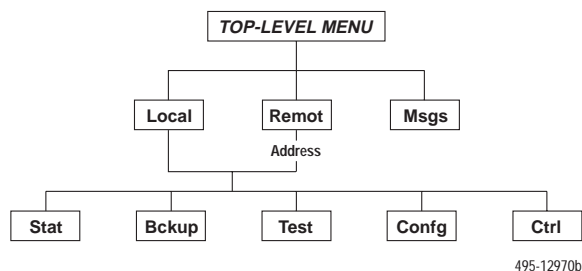 TOP-LEVEL MENU
Local Remot Msgs
Address
Stat Bckup Test Confg Ctrl
495-12970b